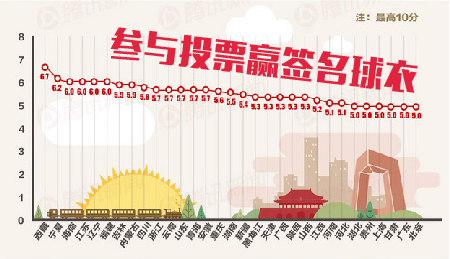 注：最高10分
参与投票赢签名球衣
8
7
6
5
4
3
2
1
0
6.7 6.2 6.0 6.0 6.0 6.0 5.9 5.9 5.8 5.7 5.7 5.7 5.7 5.7 5.6 5.5 5.4 5.3 5.3 5.3 5.3 5.3 5.2 5.1 5.1 5.0 5.0 5.0 5.0 5.0 5.0
西藏 宁夏 海南 江苏 辽宁 福建 吉林 内蒙古 四川 浙江 云南 山东 青海 安徽 重庆 湖南 新疆 黑龙江 天津 广西 陕西 山西 江西 河南 河北 湖北 贵州 上海 甘肃 广东 北京